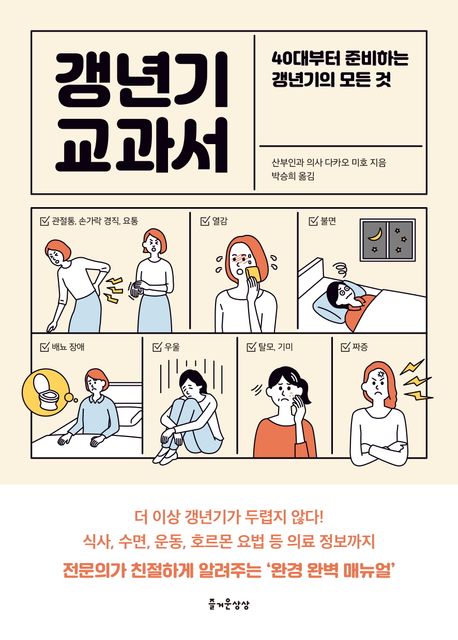 갱년기
교과서
40대부터 준비하는
갱년기의 모든 것
산부인과 의사 다카오 미호 지음
박승희 옮김
관절통, 손가락 경직, 요통
열감
불면
배뇨 장애
우울
탈모, 기미
짜증
더 이상 갱년기가 두렵지 않다!
식사, 수면, 운동, 호르몬 요법 등 의료 정보까지
전문의가 친절하게 알려주는 ‘완경 완벽 매뉴얼’
즐거운상상